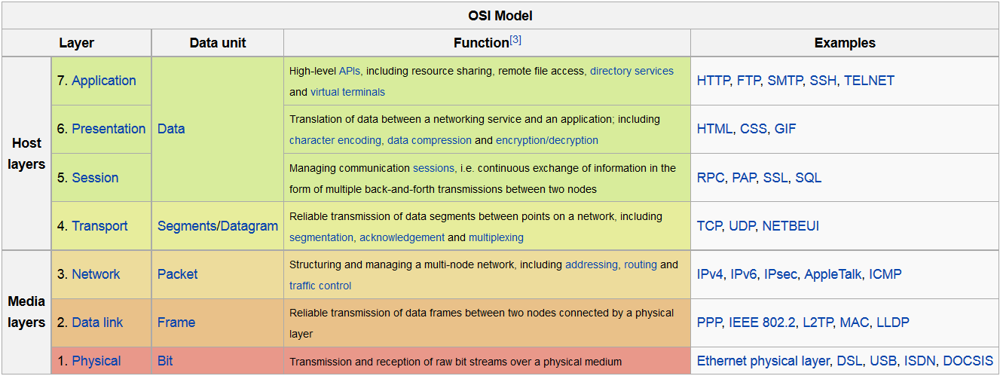 OSI Model
Layer Data unit Function[3] Examples
Host layers
7. Application
Data
High-level APIs, including resource sharing, remote file access, directory services
and virtual terminals
HTTP, FTP, SMTP, SSH, TELNET
6. Presentation
Translation of data between a networking service and an application; including
character encoding, data compression and encryption/decryption
HTML, CSS, GIF
5. Session
Managing communication sessions, i.e. continuous exchange of information in the
form of multiple back-and-forth transmissions between two nodes
RPC, PAP, SSL, SQL
4. Transport
Segments/Datagram
Reliable transmission of data segments between points on a network, including
segmentation, acknowledgement and multiplexing
TCP, UDP, NETBEUI
Media layers
3. Network
Packet
Structuring and managing a multi-node network, including addressing, routing and
traffic control
IPv4, IPv6, IPsec, AppleTalk, ICMP
2. Data link
Frame
Reliable transmission of data frames between two nodes connected by a physical
layer
PPP, IEEE 802.2, L2TP, MAC, LLDP
1. Physical
Bit
Transmission and reception of raw bit streams over a physical medium
Ethernet physical layer, DSL, USB, ISDN, DOCSIS